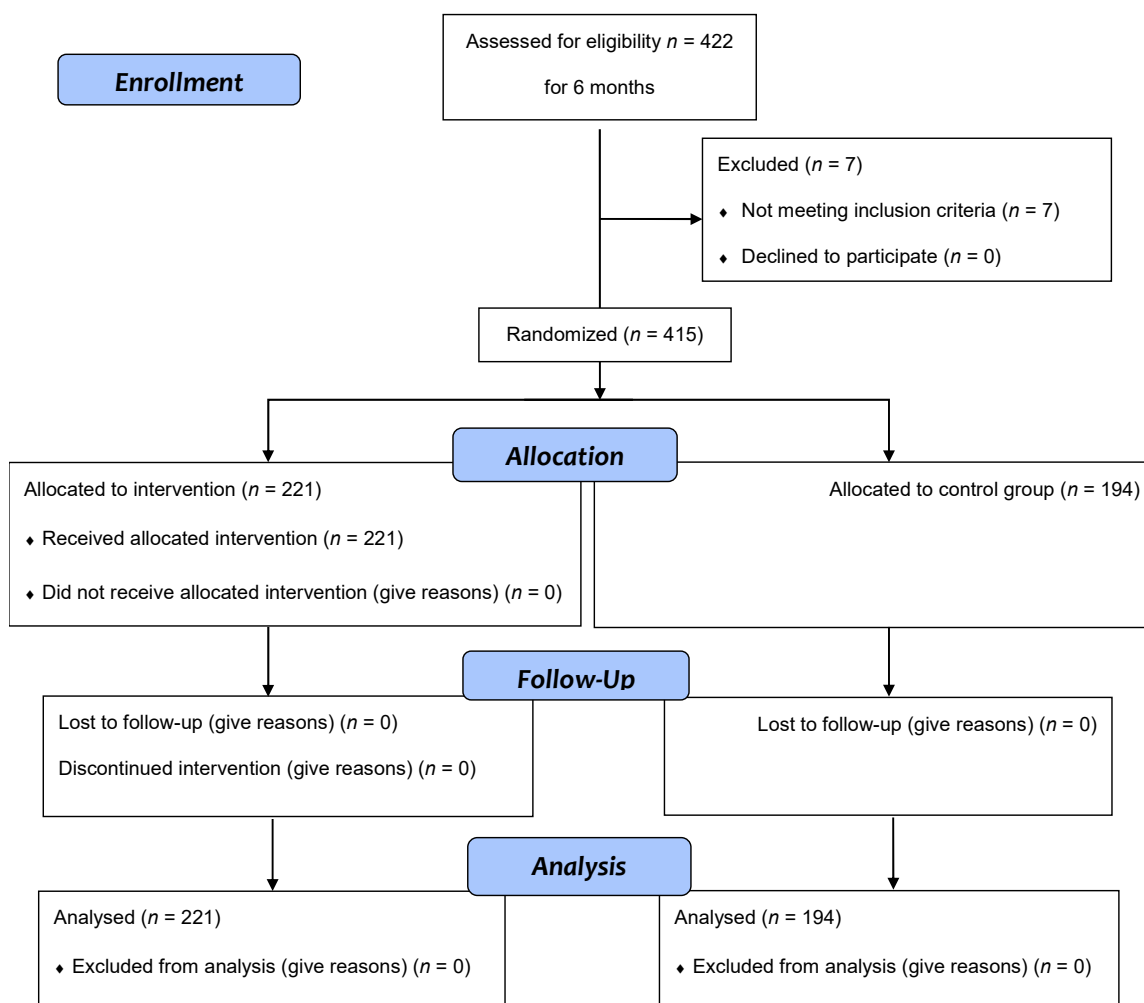 Assessed for eligibility n = 422
for 6 months
Enrollment
Excluded (n = 7)
♦ Not meeting inclusion criteria (n = 7)
♦ Declined to participate (n = 0)
Randomized (n = 415)
Allocation
Allocated to intervention (n = 221)
♦ Received allocated intervention (n = 221)
♦ Did not receive allocated intervention (give reasons) (n = 0)
Allocated to control group (n = 194)
Follow-Up
Lost to follow-up (give reasons) (n = 0)
Discontinued intervention (give reasons) (n = 0)
Lost to follow-up (give reasons) (n = 0)
Analysis
Analysed (n = 221)
♦ Excluded from analysis (give reasons) (n = 0)
Analysed (n = 194)
♦ Excluded from analysis (give reasons) (n = 0)